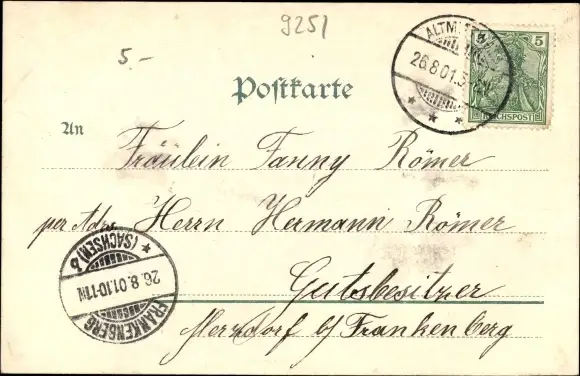 9251
5.-
26.8.01.
5
REICHSPOST
Postkarte
An
Fräulein Fanny Römer
per Adr. Herrn Hermann Römer
Gutsbesitzer
Merzdorf b/ Frankenberg
FRANKENBERG
(SACHSEN) b
26.8.01.10-11N